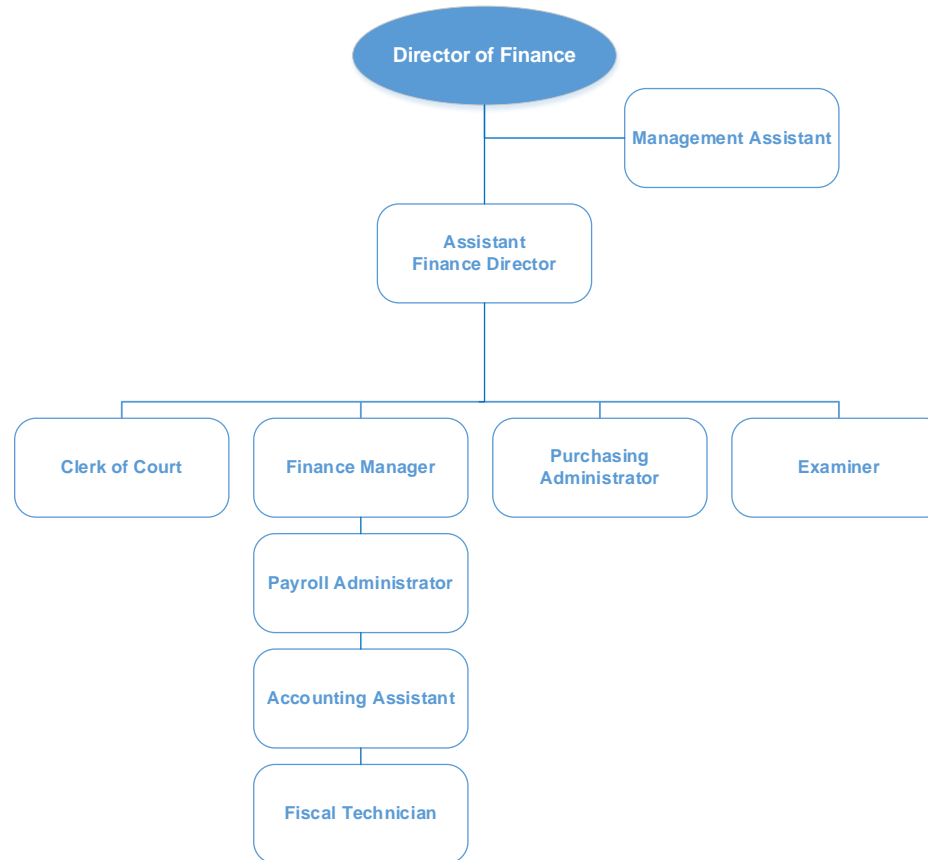 Director of Finance
Management Assistant
Assistant
Finance Director
Clerk of Court
Finance Manager
Purchasing
Administrator
Examiner
Payroll Administrator
Accounting Assistant
Fiscal Technician